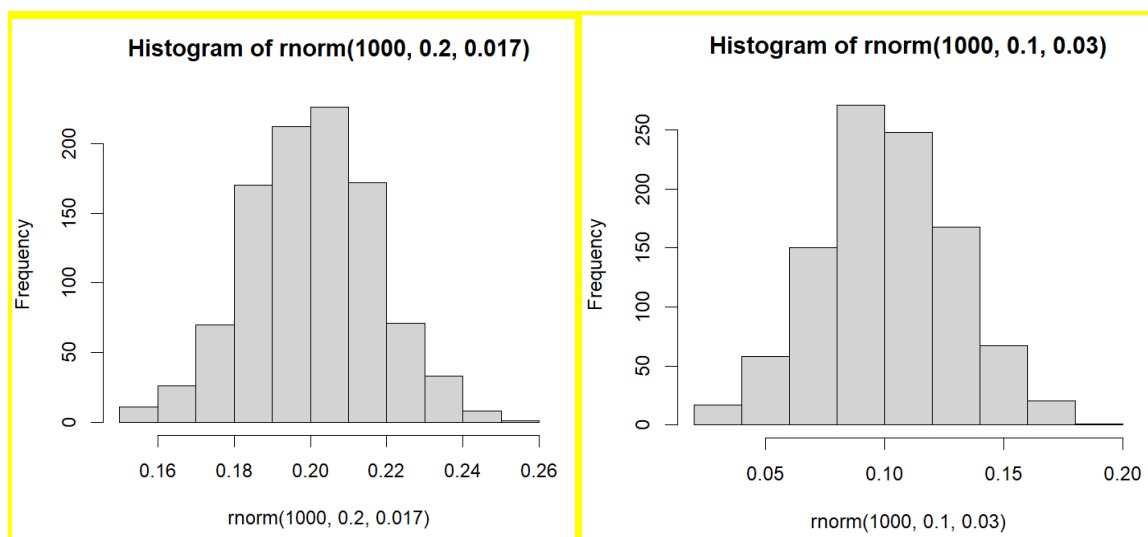 Histogram of rnorm(1000, 0.2, 0.017)
Frequency
200
150
100
50
0
0.16 0.18 0.20 0.22 0.24 0.26
rnorm(1000, 0.2, 0.017)
Histogram of rnorm(1000, 0.1, 0.03)
Frequency
250
200
150
100
50
0
0.05 0.10 0.15 0.20
rnorm(1000, 0.1, 0.03)